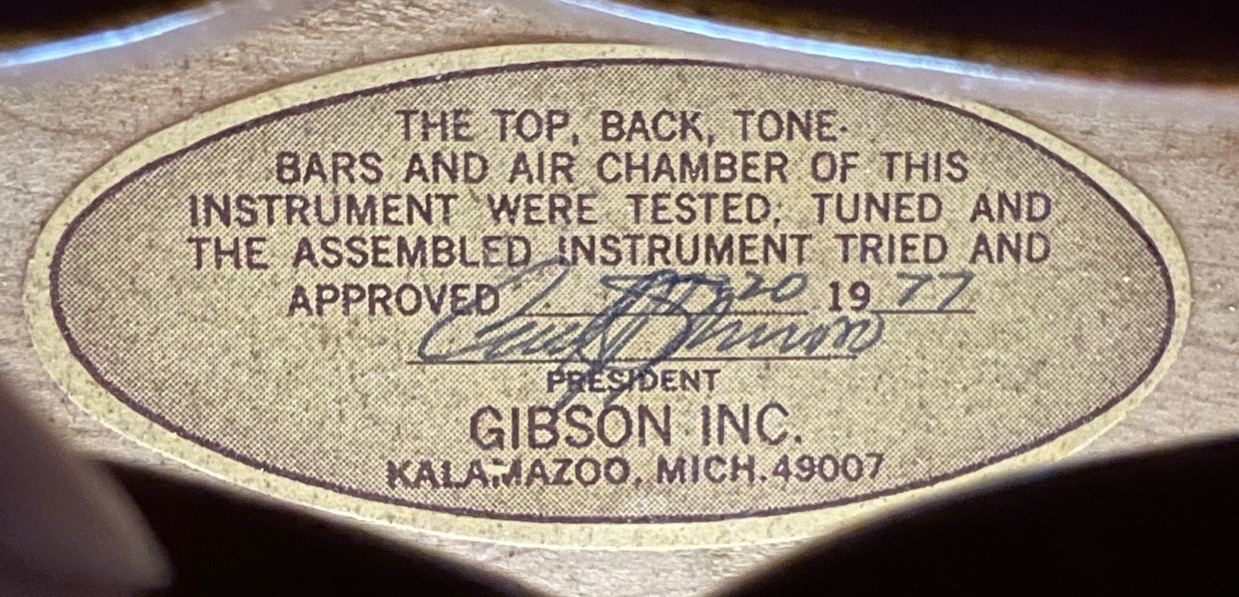 THE TOP, BACK, TONE-
BARS AND AIR CHAMBER OF THIS
INSTRUMENT WERE TESTED, TUNED AND
THE ASSEMBLED INSTRUMENT TRIED AND
APPROVED 20 19 77
PRESIDENT
GIBSON INC.
KALAMAZOO, MICH. 49007